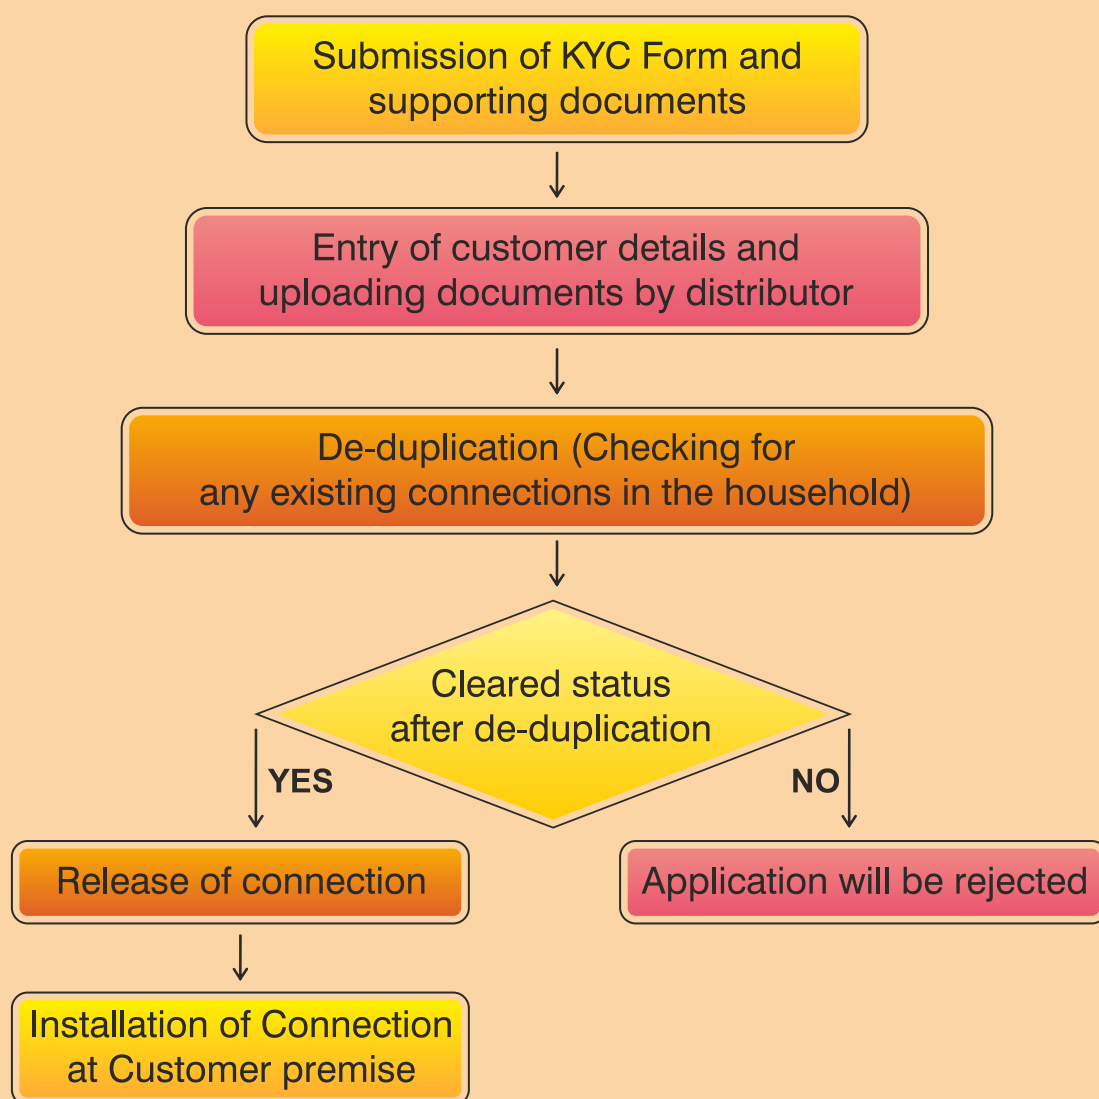 Submission of KYC Form and
supporting documents
Entry of customer details and
uploading documents by distributor
De-duplication (Checking for
any existing connections in the household)
Cleared status
after de-duplication
YES
NO
Release of connection
Application will be rejected
Installation of Connection
at Customer premise